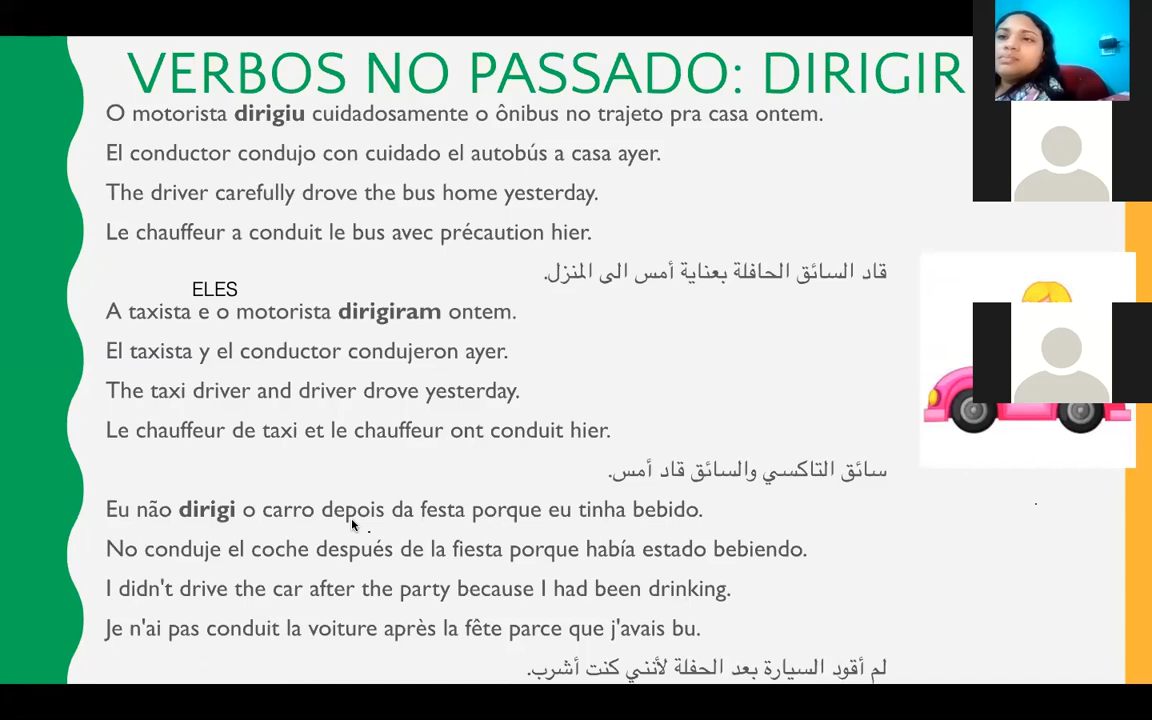 VERBOS NO PASSADO: DIRIGIR
O motorista dirigiu cuidadosamente o ônibus no trajeto pra casa ontem.
El conductor condujo con cuidado el autobús a casa ayer.
The driver carefully drove the bus home yesterday.
Le chauffeur a conduit le bus avec précaution hier.
قاد السائق الحافلة بعناية أمس الى المنزل.
ELES
A taxista e o motorista dirigiram ontem.
El taxista y el conductor condujeron ayer.
The taxi driver and driver drove yesterday.
Le chauffeur de taxi et le chauffeur ont conduit hier.
سائق التاكسي والسائق قاد أمس.
Eu não dirigi o carro depois da festa porque eu tinha bebido.
No conduje el coche después de la fiesta porque había estado bebiendo.
I didn't drive the car after the party because I had been drinking.
Je n'ai pas conduit la voiture après la fête parce que j'avais bu.
لم أقود السيارة بعد الحفلة لأنني كنت أشرب.